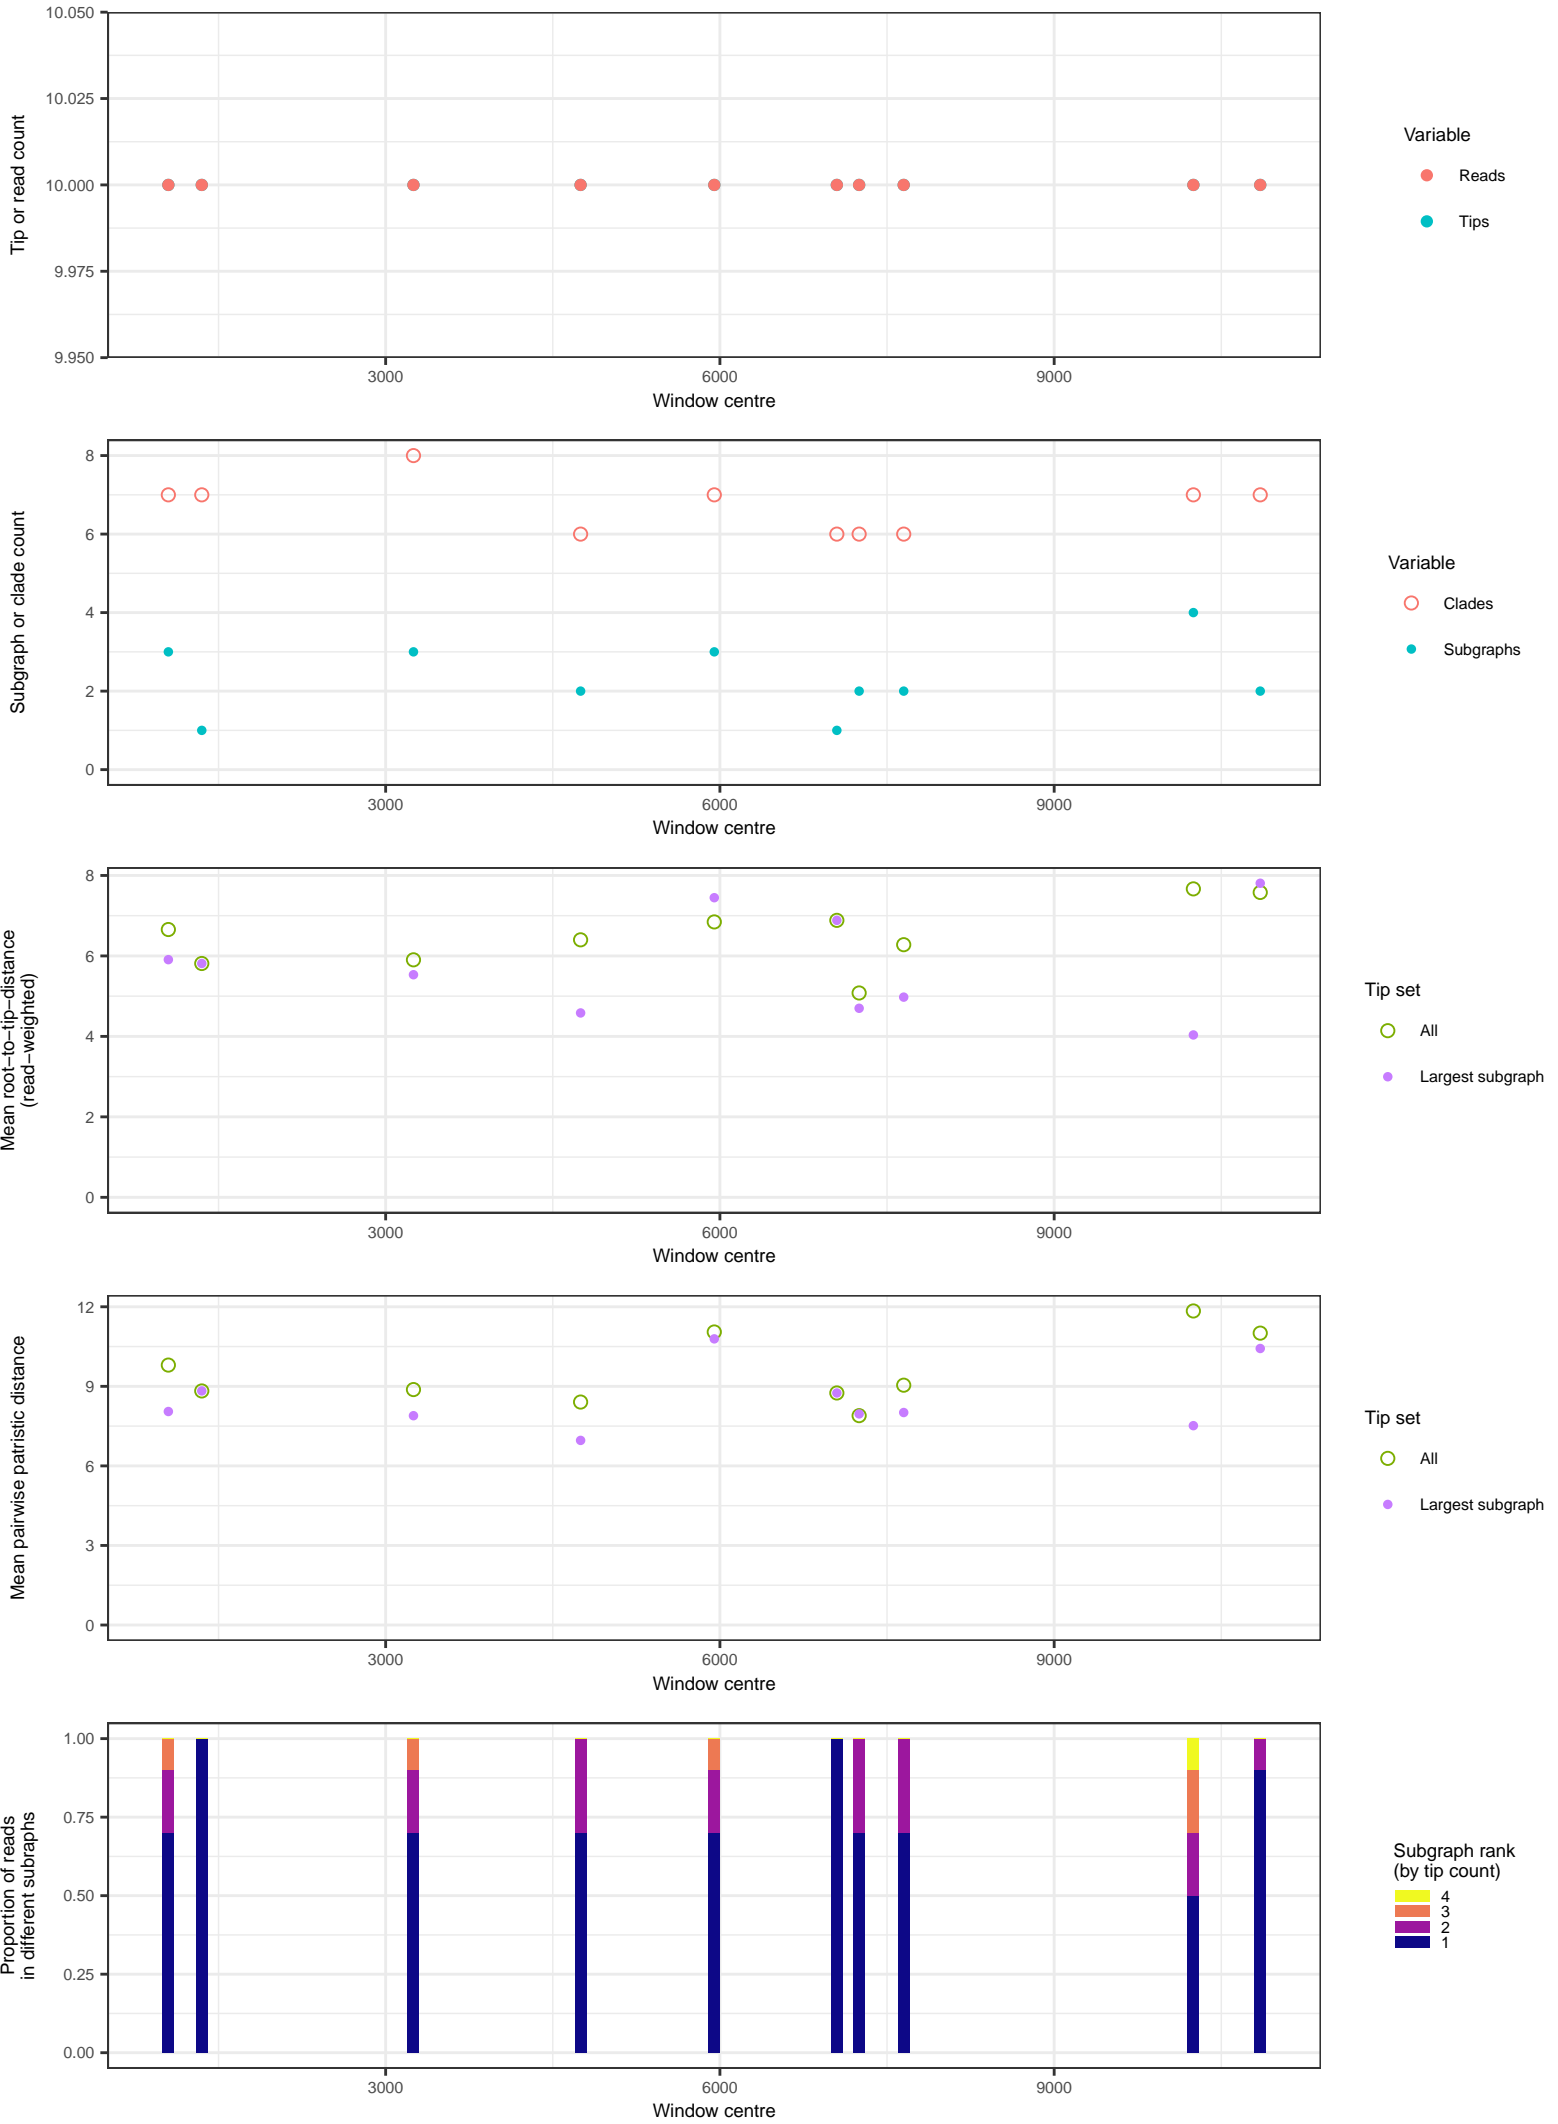 10.050
10.025
10.000
9.975
9.950
Tip or read count
3000
6000
9000
Window centre
Variable
Reads
Tips
8
6
4
2
0
Subgraph or clade count
3000
6000
9000
Window centre
Variable
Clades
Subgraphs
8
6
4
2
0
Mean root−to−tip−distance
(read−weighted)
3000
6000
9000
Window centre
Tip set
All
Largest subgraph
12
9
6
3
0
Mean pairwise patristic distance
3000
6000
9000
Window centre
Tip set
All
Largest subgraph
1.00
0.75
0.50
0.25
0.00
Proportion of reads
in different subraphs
3000
6000
9000
Window centre
Subgraph rank
(by tip count)
4
3
2
1